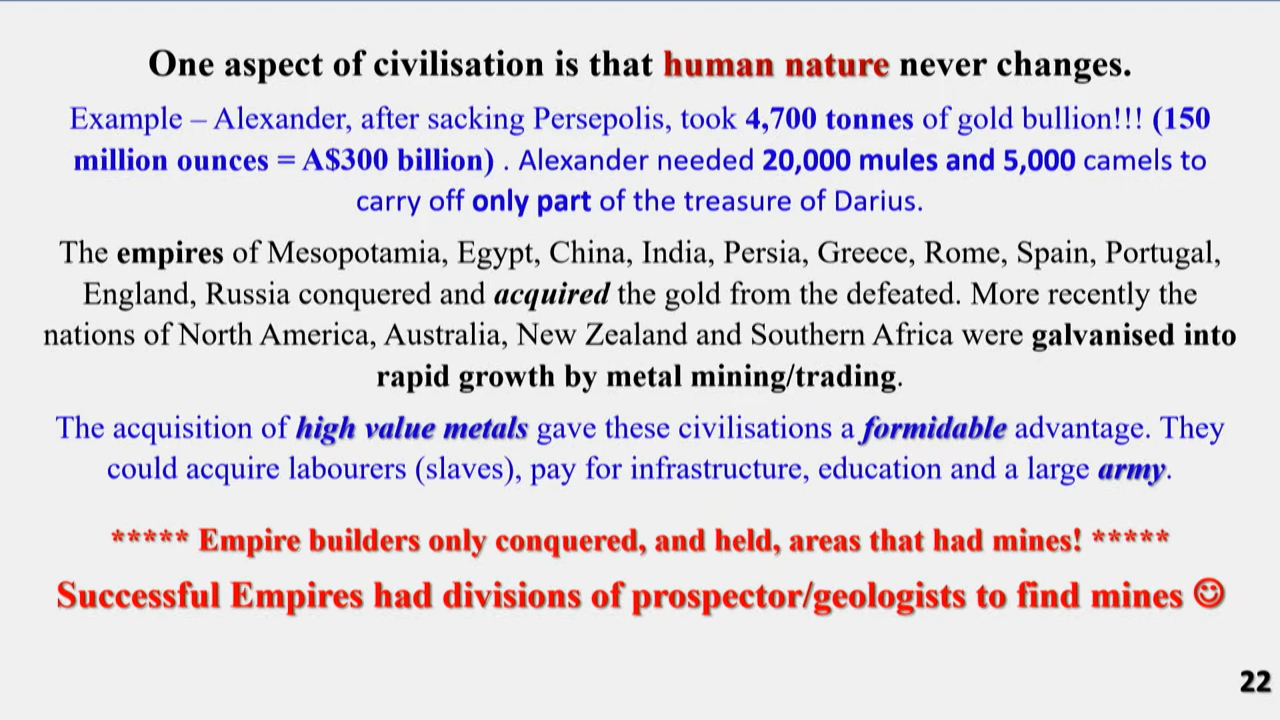 One aspect of civilisation is that human nature never changes.
Example – Alexander, after sacking Persepolis, took 4,700 tonnes of gold bullion!!! (150
million ounces = A$300 billion) . Alexander needed 20,000 mules and 5,000 camels to
carry off only part of the treasure of Darius.
The empires of Mesopotamia, Egypt, China, India, Persia, Greece, Rome, Spain, Portugal,
England, Russia conquered and acquired the gold from the defeated. More recently the
nations of North America, Australia, New Zealand and Southern Africa were galvanised into
rapid growth by metal mining/trading.
The acquisition of high value metals gave these civilisations a formidable advantage. They
could acquire labourers (slaves), pay for infrastructure, education and a large army.
***** Empire builders only conquered, and held, areas that had mines! *****
Successful Empires had divisions of prospector/geologists to find mines ☺
22